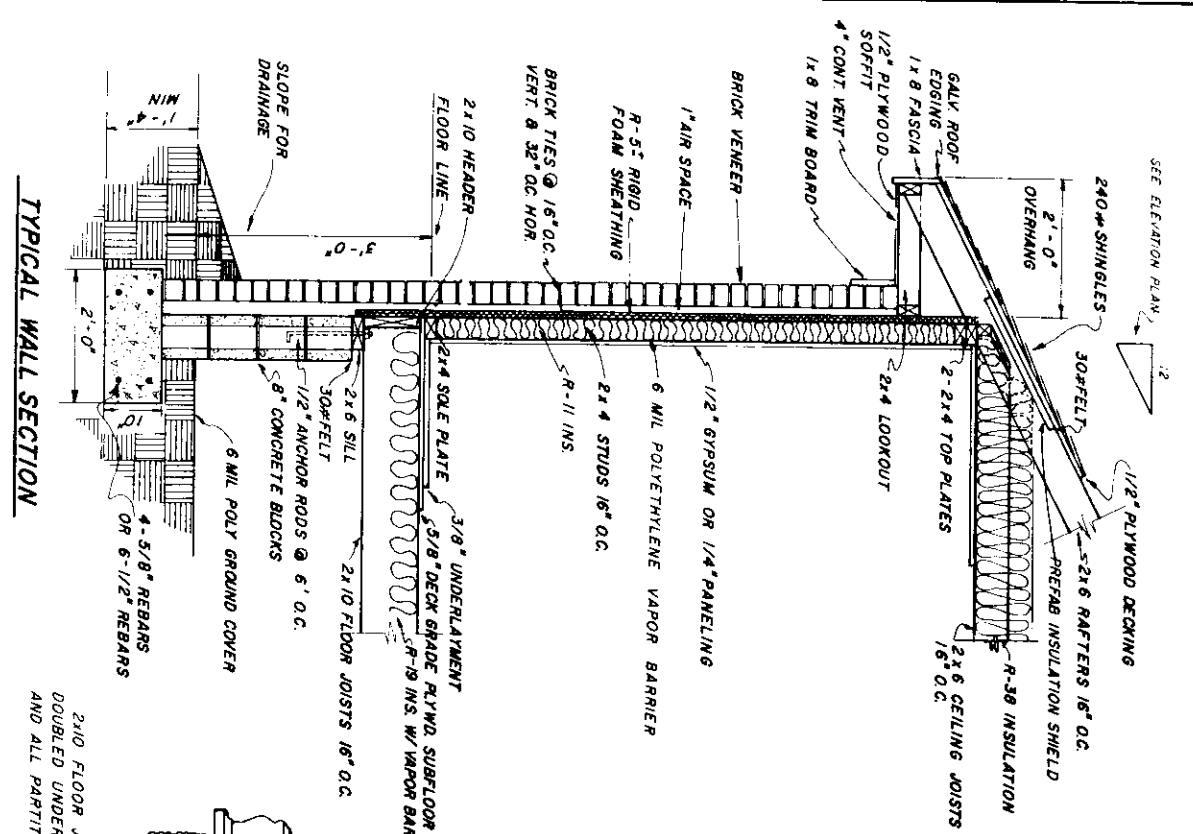 SEE ELEVATION PLAN
12
240# SHINGLES
30# FELT
1/2" PLYWOOD DECKING
2x6 RAFTERS 16" O.C.
PREFAB INSULATION SHIELD
R-38 INSULATION
2x6 CEILING JOISTS
16" O.C.
2'-0"
OVERHANG
GALV. ROOF
EDGING
1x8 FASCIA
1/2" PLYWOOD
SOFFIT
4" CONT. VENT
1x8 TRIM BOARD
2-2x4 TOP PLATES
2x4 LOOKOUT
BRICK VENEER
1" AIR SPACE
R-5± RIGID
FOAM SHEATHING
BRICK TIES @ 16" O.C.
VERT. & 32" O.C. HOR.
1/2" GYPSUM OR 1/4" PANELING
6 MIL POLYETHYLENE VAPOR BARRIER
2x4 STUDS 16" O.C.
R-11 INS.
2x10 HEADER
FLOOR LINE
2x4 SOLE PLATE
3/8" UNDERLAYMENT
5/8" DECK GRADE PLYWD. SUBFLOOR
R-19 INS. W/ VAPOR BAR
2x10 FLOOR JOISTS 16" O.C.
2x6 SILL
30# FELT
1/2" ANCHOR RODS @ 6' O.C.
8" CONCRETE BLOCKS
3'-0"
SLOPE FOR
DRAINAGE
1'-4"
MIN
6 MIL POLY GROUND COVER
2'-0"
10"
4-5/8" REBARS
OR 6-1/2" REBARS
TYPICAL WALL SECTION
2x10 FLOOR
DOUBLED UNDER
AND ALL PARTIT